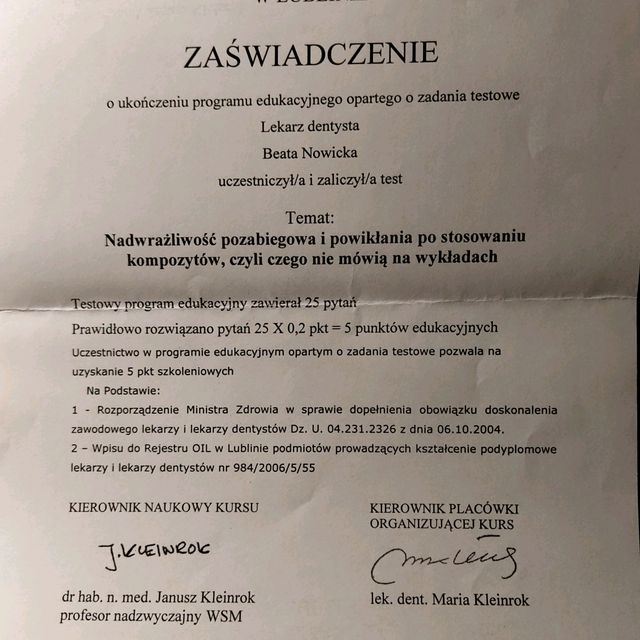 W LUBLINIE
ZAŚWIADCZENIE
o ukończeniu programu edukacyjnego opartego o zadania testowe
Lekarz dentysta
Beata Nowicka
uczestniczył/a i zaliczył/a test
Temat:
Nadwrażliwość pozabiegowa i powikłania po stosowaniu
kompozytów, czyli czego nie mówią na wykładach
Testowy program edukacyjny zawierał 25 pytań
Prawidłowo rozwiązano pytań 25 X 0,2 pkt = 5 punktów edukacyjnych
Uczestnictwo w programie edukacyjnym opartym o zadania testowe pozwala na
uzyskanie 5 pkt szkoleniowych
Na Podstawie:
1 - Rozporządzenie Ministra Zdrowia w sprawie dopełnienia obowiązku doskonalenia
zawodowego lekarzy i lekarzy dentystów Dz. U. 04.231.2326 z dnia 06.10.2004.
2 – Wpisu do Rejestru OIL w Lublinie podmiotów prowadzących kształcenie podyplomowe
lekarzy i lekarzy dentystów nr 984/2006/5/55
KIEROWNIK NAUKOWY KURSU
KIEROWNIK PLACÓWKI
ORGANIZUJĄCEJ KURS
J. KLEINROK
dr hab. n. med. Janusz Kleinrok
profesor nadzwyczajny WSM
lek. dent. Maria Kleinrok